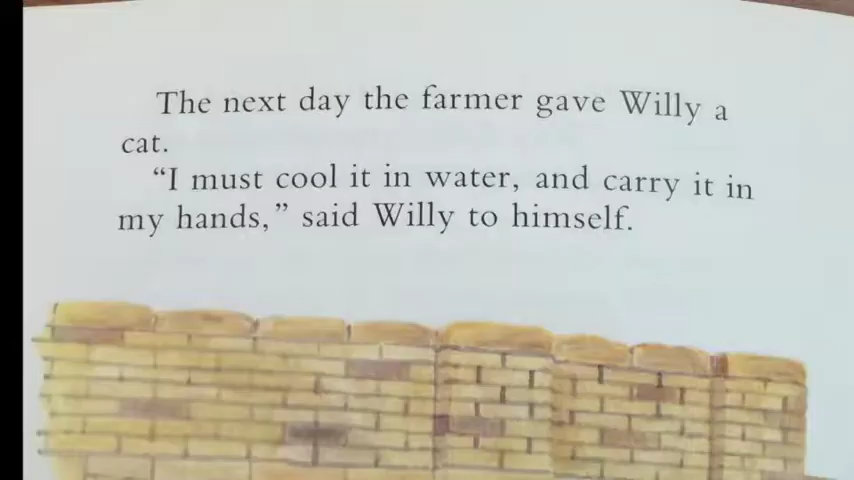 The next day the farmer gave Willy a
cat.
“I must cool it in water, and carry it in
my hands,” said Willy to himself.